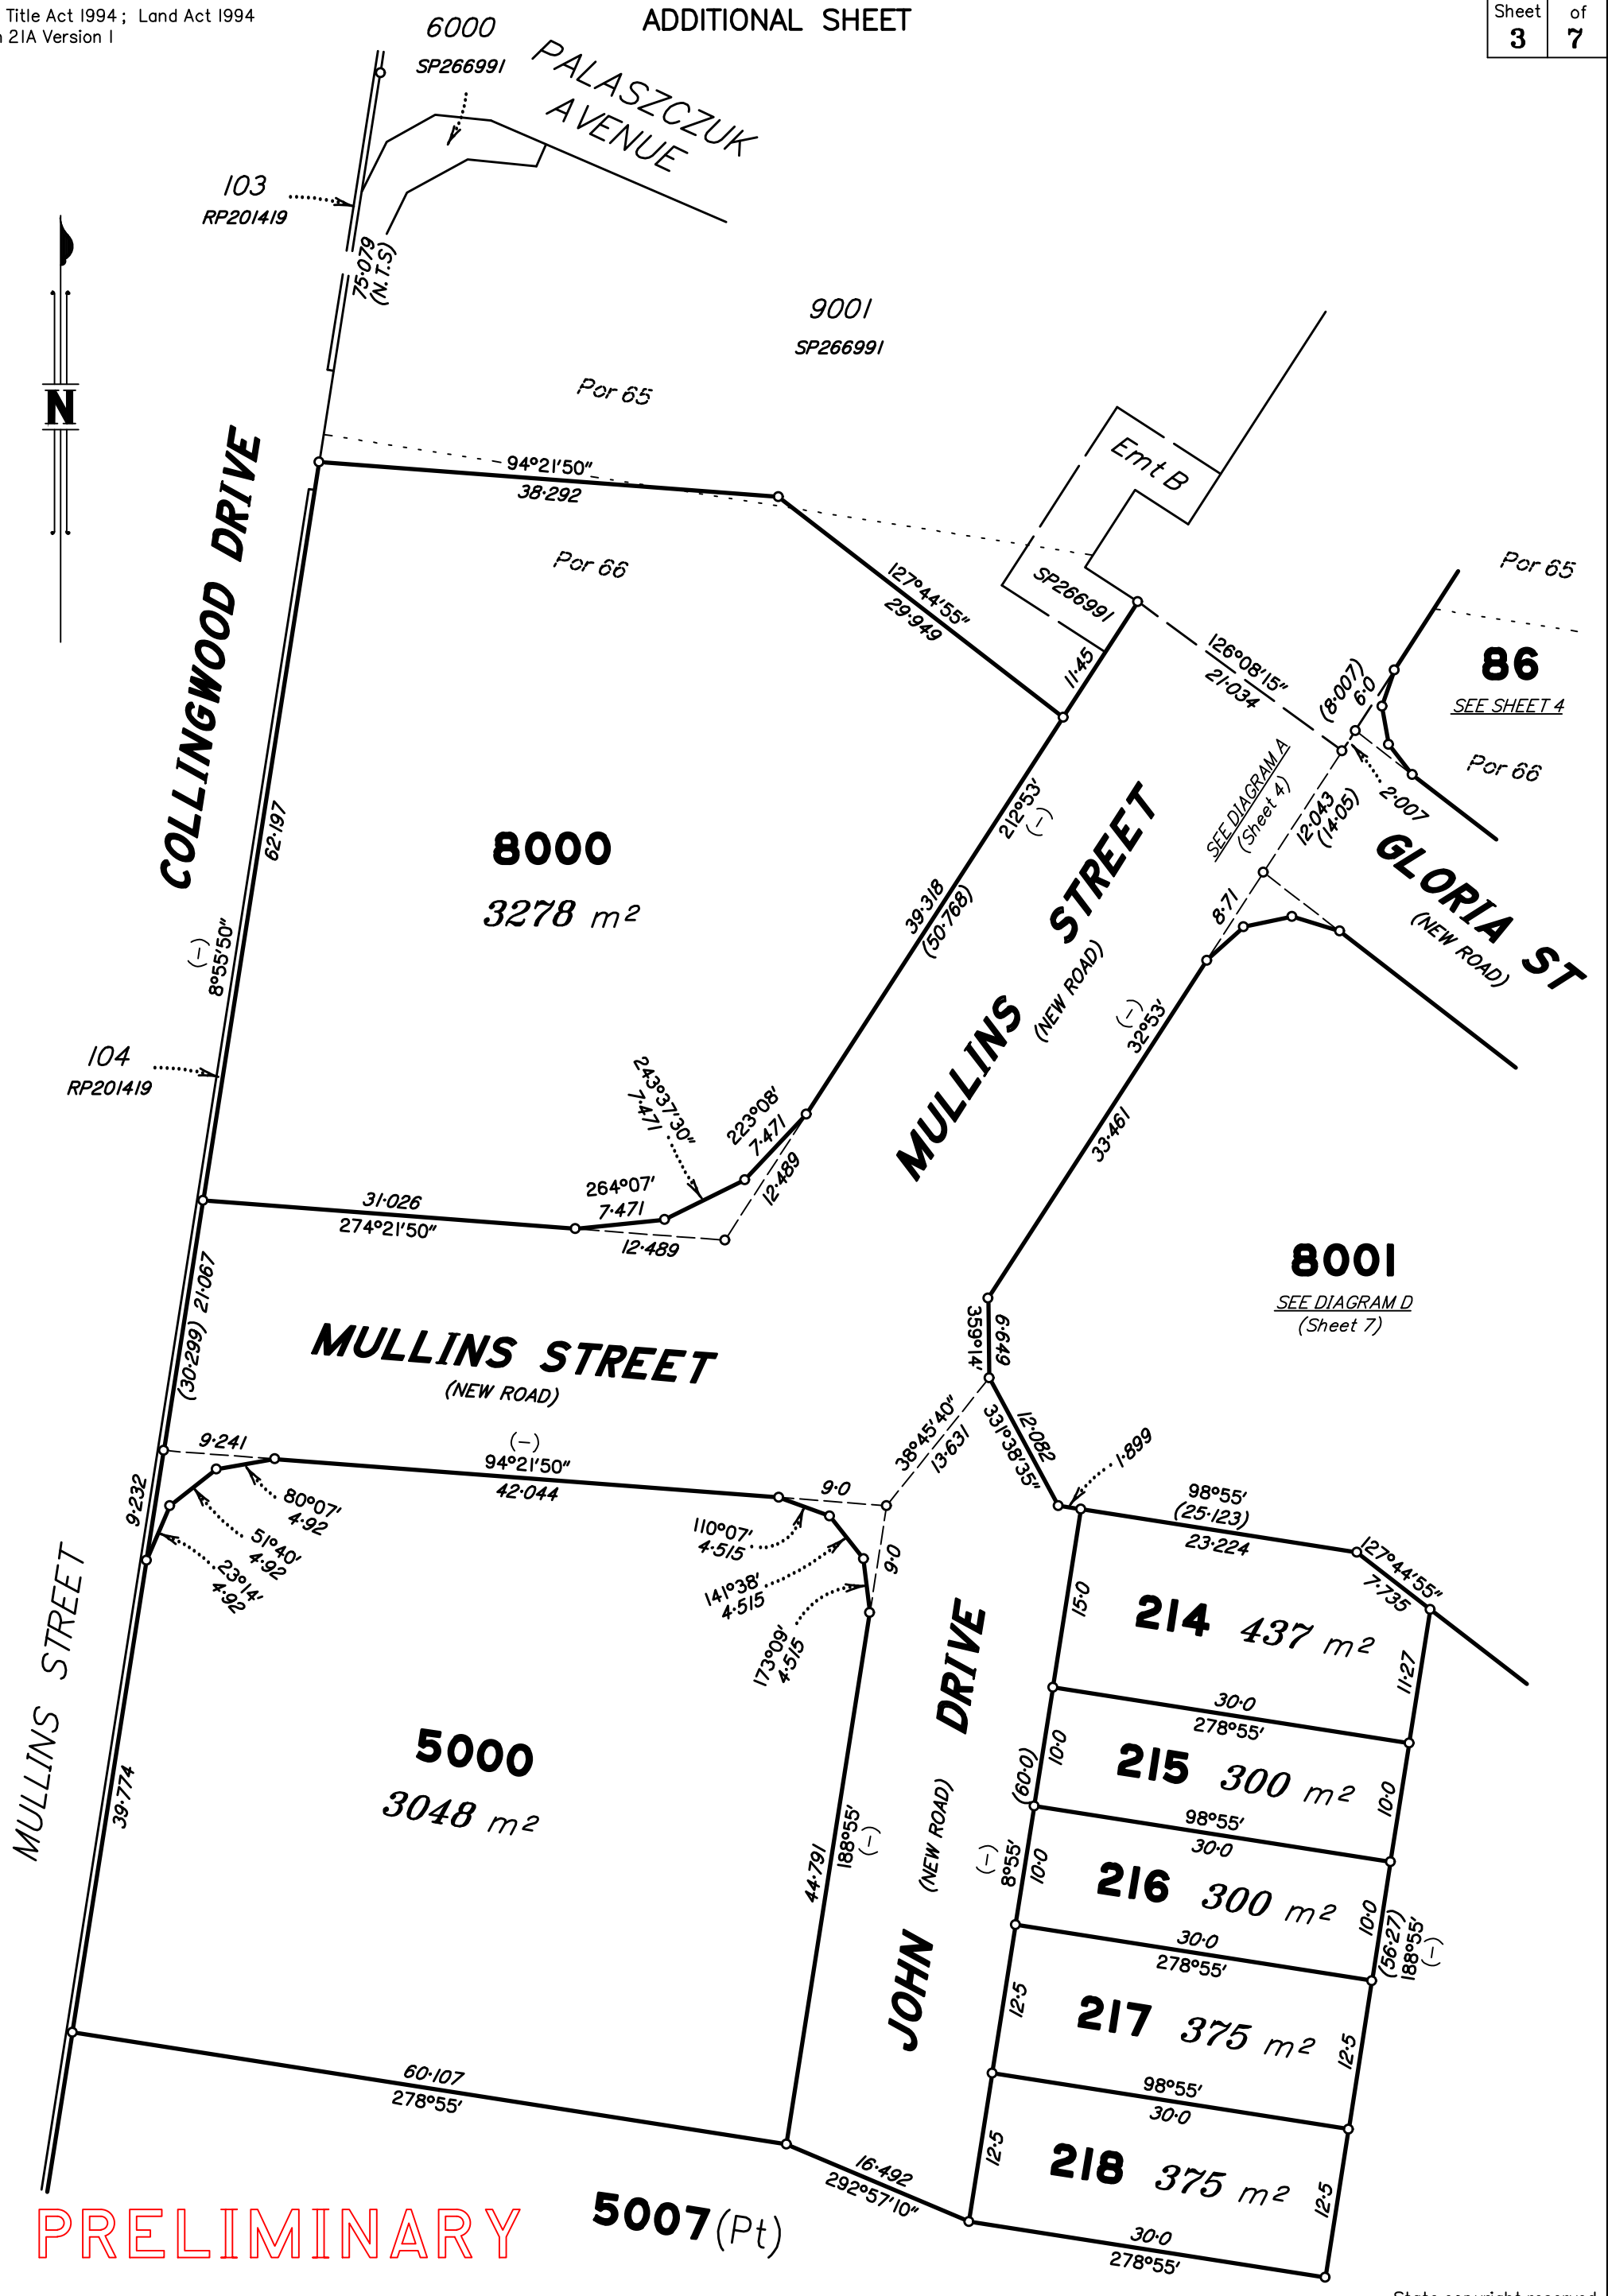 Title Act 1994 ; Land Act 1994
21A Version 1
ADDITIONAL SHEET
Sheet
3
of
7
6000
SP266991
PALASZCZUK
AVENUE
103
RP201419
75·079
(N.T.S)
9001
SP266991
N
Por 65
94°21'50"
38·292
Por 66
Emt B
SP266991
127°44'55"
29·949
11·45
126°08'15"
21·034
(8·007)
6·0
Por 65
86
SEE SHEET 4
Por 66
2·007
SEE DIAGRAM A
(Sheet 4)
12·043
(14·05)
GLORIA ST
(NEW ROAD)
8·71
COLLINGWOOD DRIVE
62·197
(-)
8°55'50"
8000
3278 m²
212°53'
(-)
39·318
(50·768)
MULLINS STREET
(NEW ROAD)
(-)
32°53'
33·461
104
RP201419
243°37'30"
7·471
223°08'
7·471
12·489
264°07'
7·471
12·489
31·026
274°21'50"
8001
SEE DIAGRAM D
(Sheet 7)
(30·299) 21·067
MULLINS STREET
(NEW ROAD)
359°14'
6·649
38°45'40"
13·631
12·082
331°38'35"
1·899
9·241
(-)
94°21'50"
42·044
9·0
9·0
9·232
80°07'
4·92
51°40'
4·92
23°14'
4·92
110°07'
4·515
141°38'
4·515
173°09'
4·515
98°55'
(25·123)
23·224
127°44'55"
7·735
15·0
214 437 m²
11·27
30·0
278°55'
MULLINS STREET
39·774
5000
3048 m²
44·791
188°55'
(-)
JOHN DRIVE
(NEW ROAD)
(60·0)
10·0
215 300 m²
10·0
98°55'
30·0
(-)
8°55'
10·0
216 300 m²
10·0
(56·27)
188°55'
(-)
30·0
278°55'
12·5
217 375 m²
12·5
98°55'
30·0
12·5
218 375 m²
12·5
30·0
278°55'
60·107
278°55'
16·492
292°57'10"
5007 (Pt)
PRELIMINARY